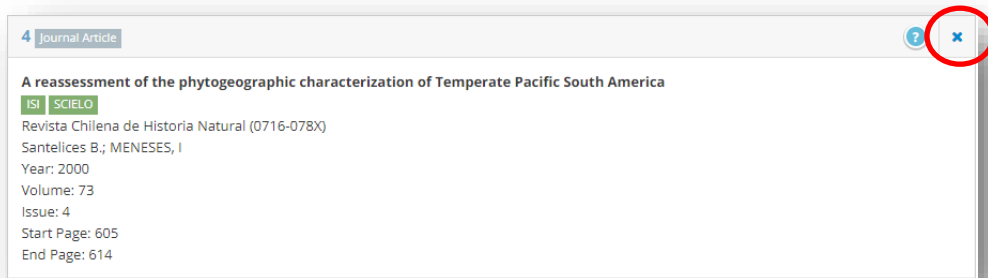 4 Journal Article ? ×
A reassessment of the phytogeographic characterization of Temperate Pacific South America
ISI SCIELO
Revista Chilena de Historia Natural (0716-078X)
Santelices B.; MENESES, I
Year: 2000
Volume: 73
Issue: 4
Start Page: 605
End Page: 614